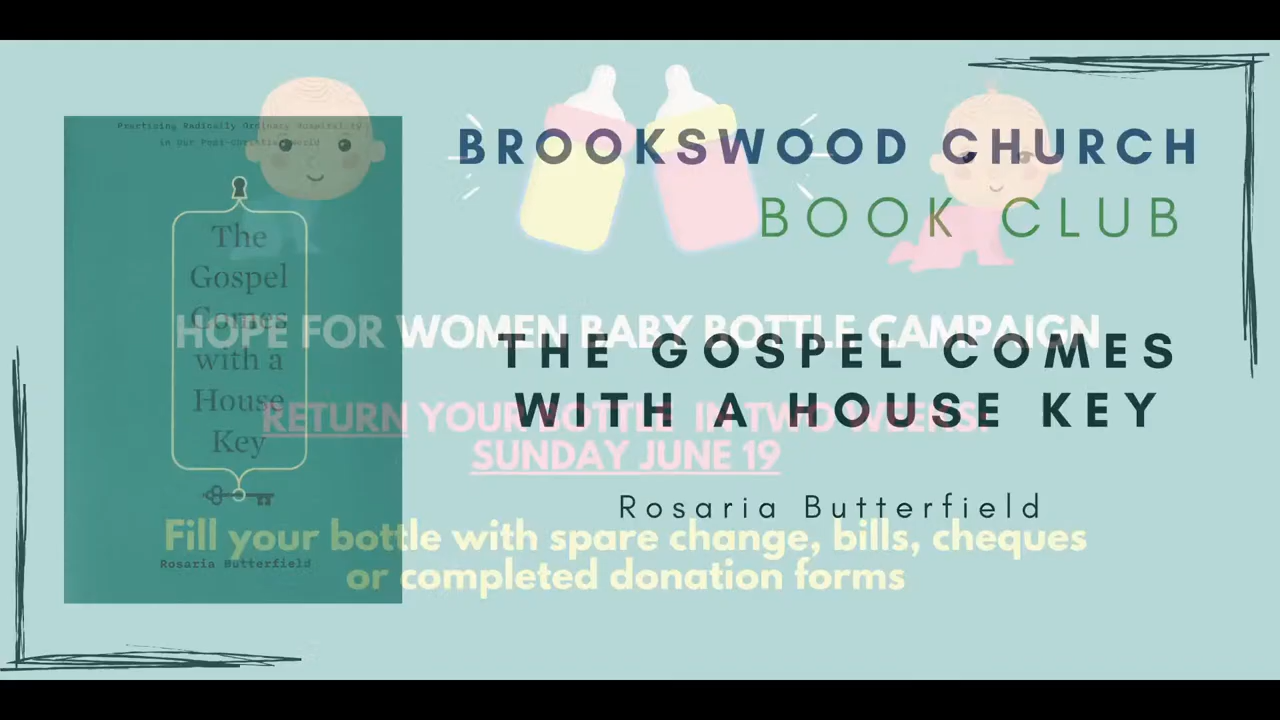 Practicing Radically Ordinary Hospitality
in Our Post-Christian World
The
Gospel
Comes
with a
House
Key
Rosaria Butterfield
BROOKSWOOD CHURCH
BOOK CLUB
THE GOSPEL COMES
WITH A HOUSE KEY
Rosaria Butterfield
HOPE FOR WOMEN BABY BOTTLE CAMPAIGN
RETURN YOUR BOTTLE IN TWO WEEKS:
SUNDAY JUNE 19
Fill your bottle with spare change, bills, cheques
or completed donation forms